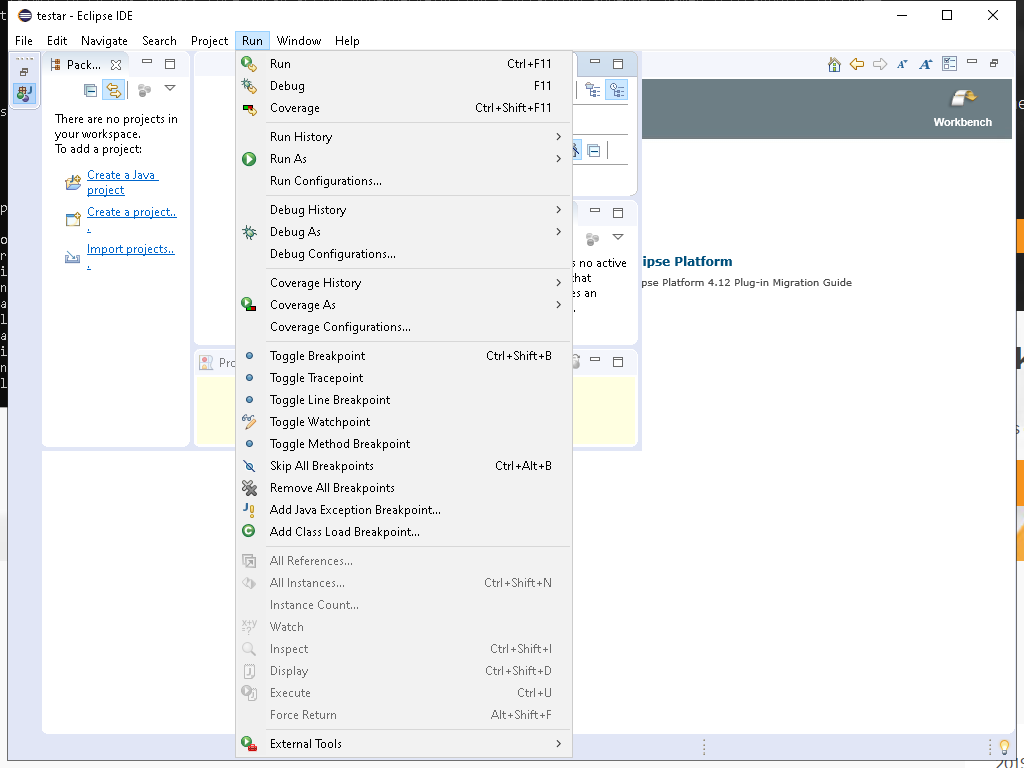 testar - Eclipse IDE
File Edit Navigate Search Project Run Window Help
Pack...
There are no projects in
your workspace.
To add a project:
Create a Java
project
Create a project..
.
Import projects..
.
Run Ctrl+F11
Debug F11
Coverage Ctrl+Shift+F11
Run History
Run As
Run Configurations...
Debug History
Debug As
Debug Configurations...
Coverage History
Coverage As
Coverage Configurations...
Toggle Breakpoint Ctrl+Shift+B
Toggle Tracepoint
Toggle Line Breakpoint
Toggle Watchpoint
Toggle Method Breakpoint
Skip All Breakpoints Ctrl+Alt+B
Remove All Breakpoints
Add Java Exception Breakpoint...
Add Class Load Breakpoint...
All References...
All Instances... Ctrl+Shift+N
Instance Count...
Watch
Inspect Ctrl+Shift+I
Display Ctrl+Shift+D
Execute Ctrl+U
Force Return Alt+Shift+F
External Tools
Pro
s no active
that
es an
.
Workbench
ipse Platform
pse Platform 4.12 Plug-in Migration Guide
2019